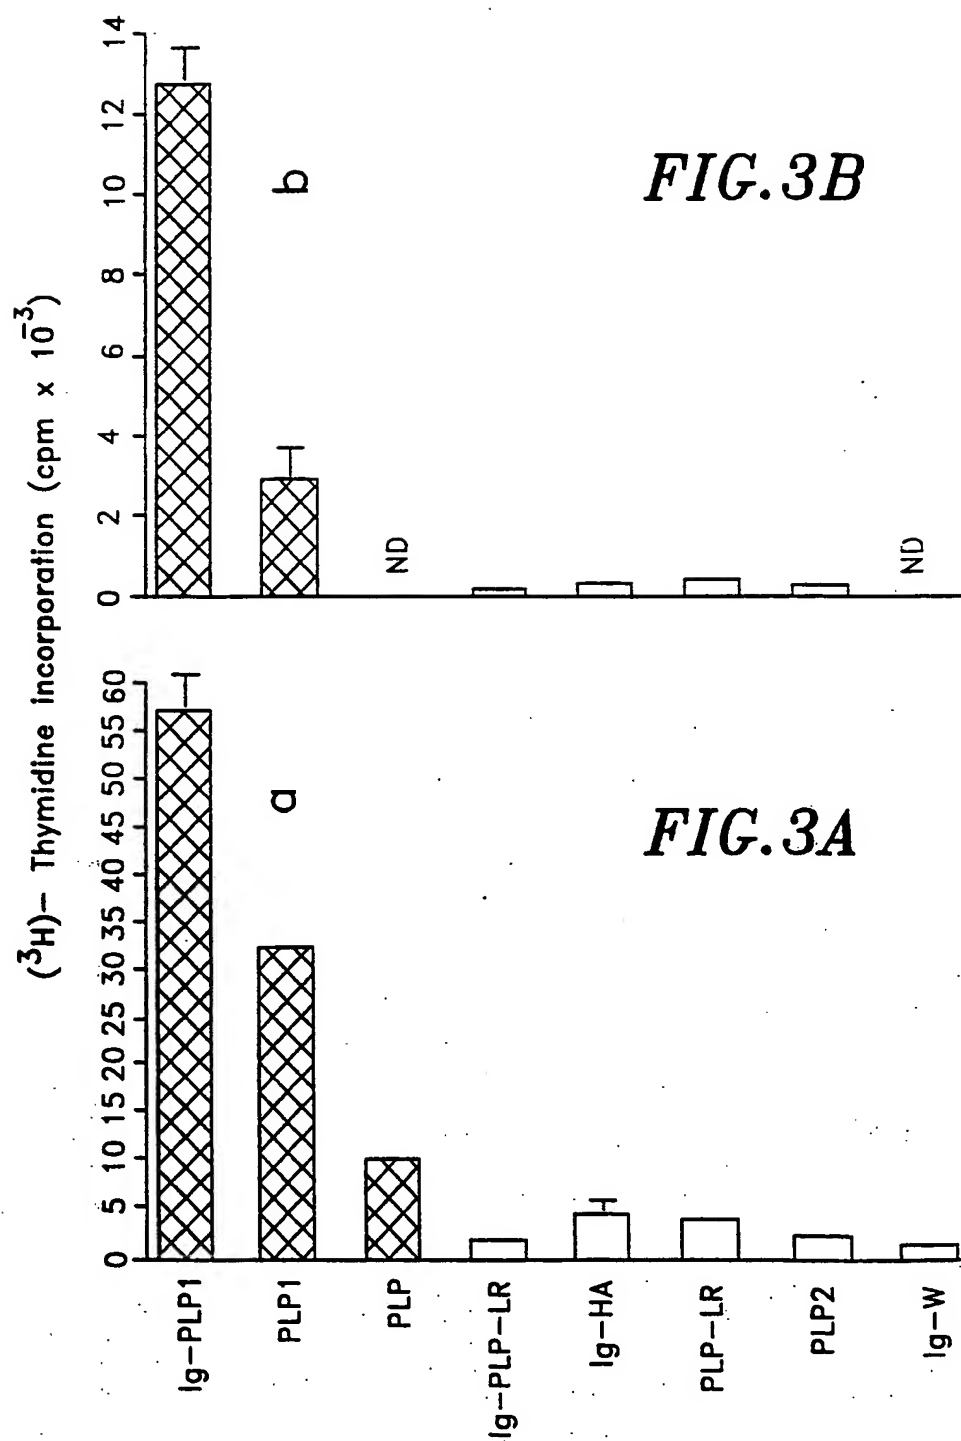 (³H)– Thymidine incorporation (cpm x 10⁻³)
0 5 10 15 20 25 30 35 40 45 50 55 60
0 2 4 6 8 10 12 14
Ig–PLP1
PLP1
PLP
Ig–PLP–LR
Ig–HA
PLP–LR
PLP2
Ig–W
a
b
ND
ND
FIG.3A
FIG.3B